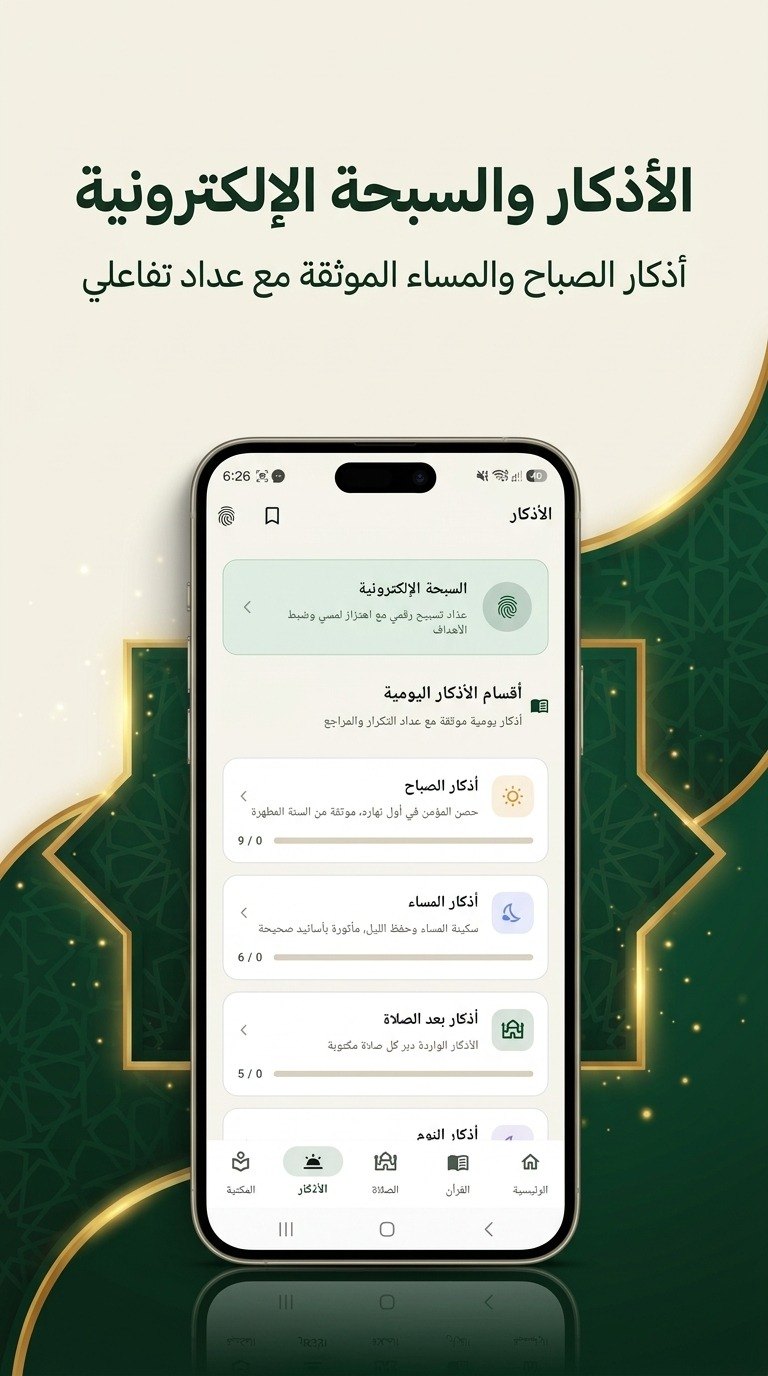 الأذكار والسبحة الإلكترونية
أذكار الصباح والمساء الموثقة مع عداد تفاعلي
6:26
40
الأذكار
السبحة الإلكترونية
عداد تسبيح رقمي مع اهتزاز لمسي وضبط
الأهداف
أقسام الأذكار اليومية
أذكار يومية موثقة مع عداد التكرار والمراجع
أذكار الصباح
حصن المؤمن في أول نهاره، موثقة من السنة المطهرة
9 / 0
أذكار المساء
سكينة المساء وحفظ الليل، مأثورة بأسانيد صحيحة
6 / 0
أذكار بعد الصلاة
الأذكار الواردة دبر كل صلاة مكتوبة
5 / 0
أذكار النوم
الرئيسية
القرآن
الصلاة
الأذكار
المكتبة